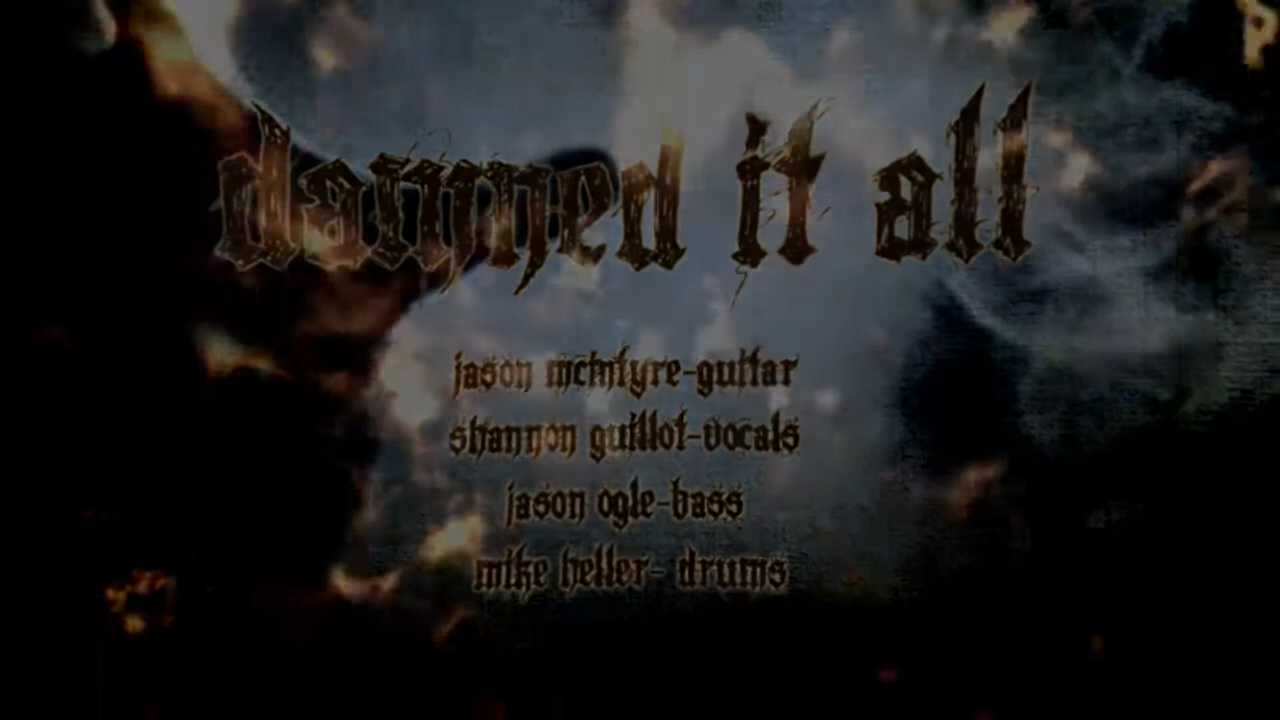 damned it all
jason mcintyre-guitar
shannon guillot-vocals
jason ogle-bass
mike heller- drums